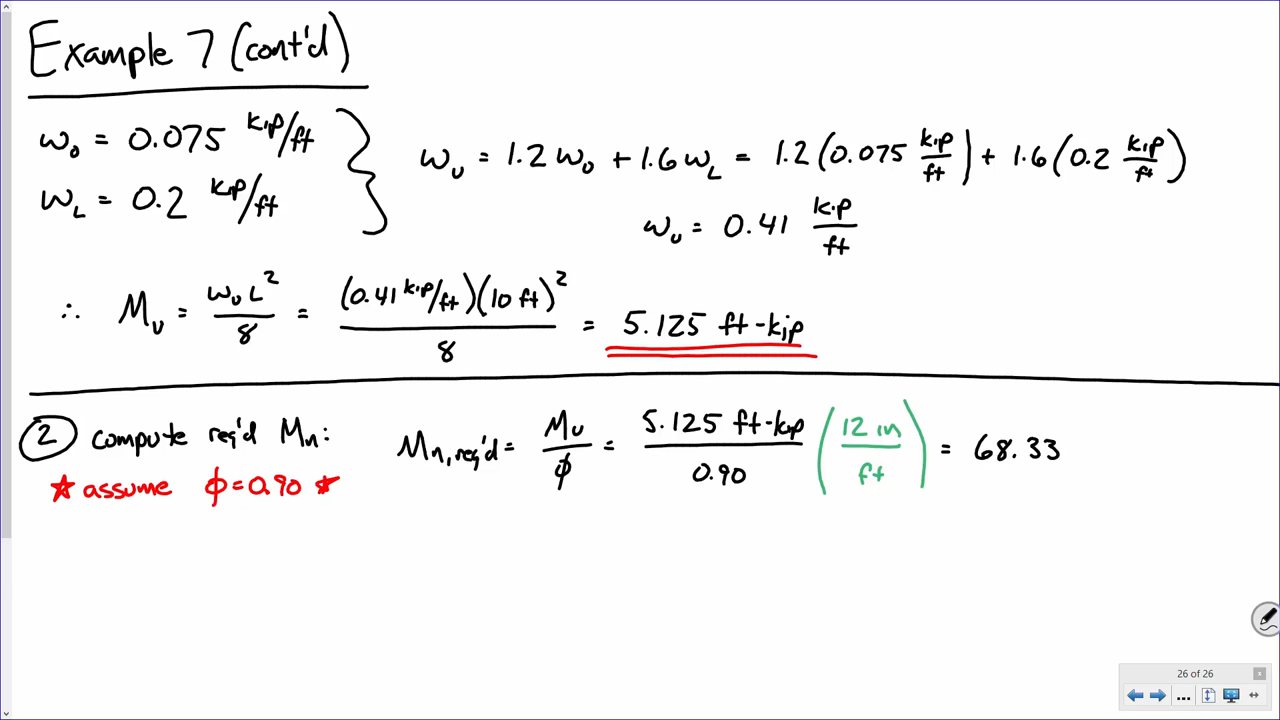 Example 7 (cont'd)
w_D = 0.075 kip/ft
w_L = 0.2 kip/ft
w_u = 1.2 w_D + 1.6 w_L = 1.2 (0.075 kip/ft) + 1.6 (0.2 kip/ft)
w_u = 0.41 kip/ft
∴ M_u = w_u L² / 8 = (0.41 kip/ft)(10 ft)² / 8 = 5.125 ft-kip
② compute req'd Mn: M_n,req'd = M_u / ϕ = 5.125 ft-kip / 0.90 (12 in / ft) = 68.33
★ assume ϕ = 0.90 ★
26 of 26